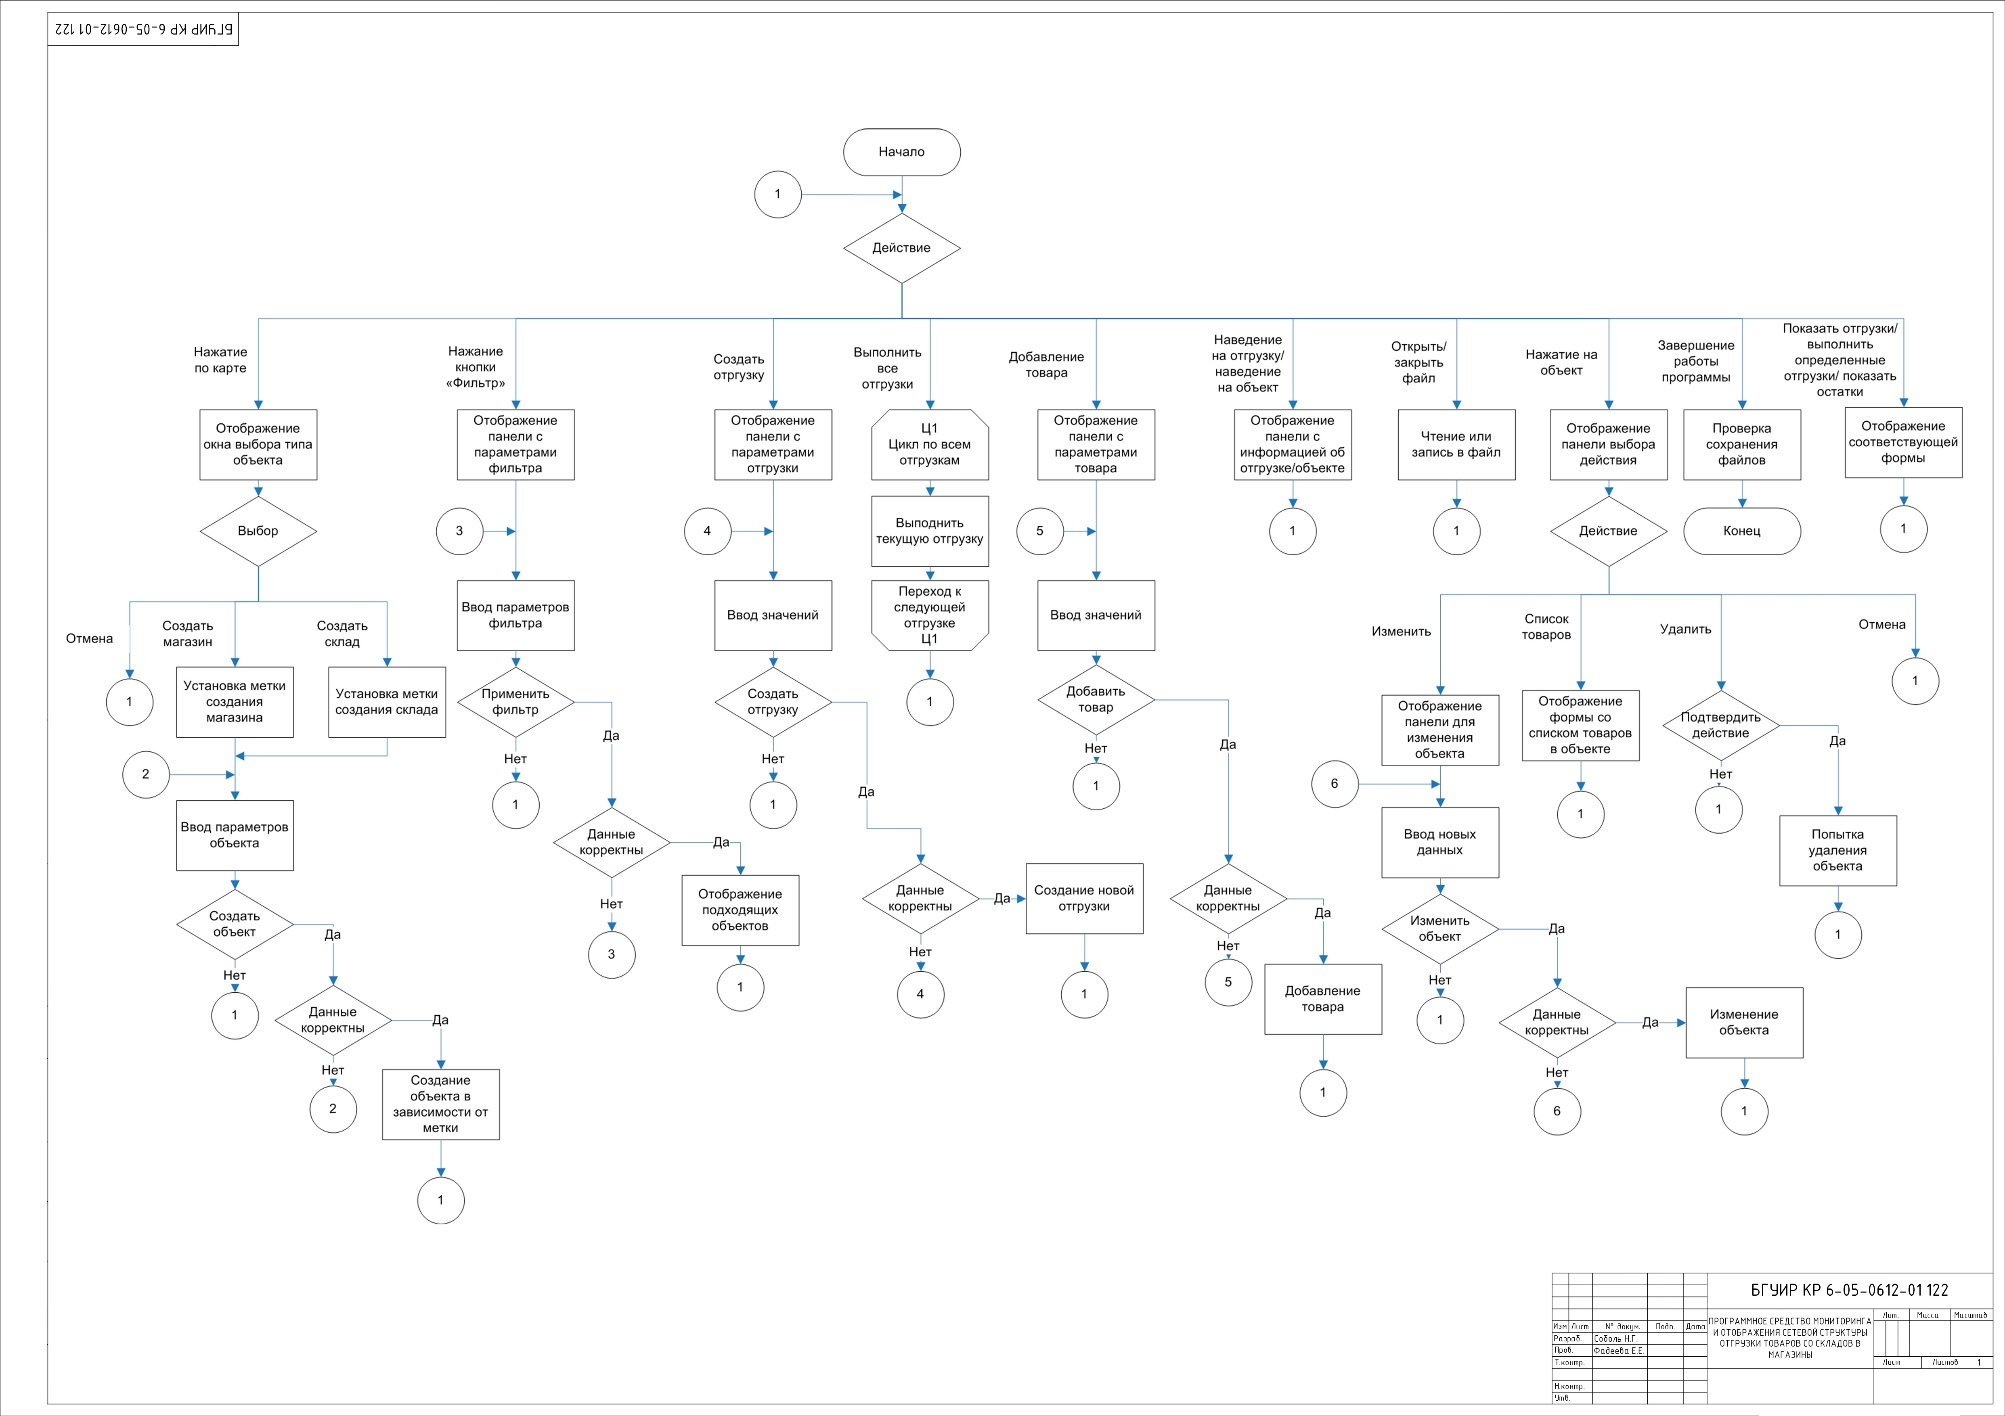 БГУИР КР 6-05-0612-01 122
Начало
1
Действие
Нажатие
по карте
Нажание
кнопки
«Фильтр»
Создать
отргузку
Выполнить
все
отгрузки
Добавление
товара
Наведение
на отгрузку/
наведение
на объект
Открыть/
закрыть
файл
Нажатие на
объект
Завершение
работы
программы
Показать отгрузки/
выполнить
определенные
отгрузки/ показать
остатки
Отображение
окна выбора типа
объекта
Отображение
панели с
параметрами
фильтра
Отображение
панели с
параметрами
отгрузки
Ц1
Цикл по всем
отгрузкам
Отображение
панели с
параметрами
товара
Отображение
панели с
информацией об
отгрузке/объекте
Чтение или
запись в файл
Отображение
панели выбора
действия
Проверка
сохранения
файлов
Отображение
соответствующей
формы
Выбор
3
4
Выподнить
текущую отгрузку
5
1
1
Действие
Конец
1
Отмена
Создать
магазин
Создать
склад
Ввод параметров
фильтра
Ввод значений
Переход к
следующей
отгрузке
Ц1
Ввод значений
Изменить
Список
товаров
Удалить
Отмена
1
Установка метки
создания
магазина
Установка метки
создания склада
Применить
фильтр
Да
Нет
1
Создать
отгрузку
Да
Нет
1
1
Добавить
товар
Да
Нет
1
Отображение
панели для
изменения
объекта
Отображение
формы со
списком товаров
в объекте
1
Подтвердить
действие
Да
Нет
1
1
2
6
Ввод параметров
объекта
Данные
корректны
Да
Нет
3
Отображение
подходящих
объектов
1
Данные
корректны
Да
Нет
4
Создание новой
отгрузки
1
Данные
корректны
Да
Нет
5
Добавление
товара
1
Ввод новых
данных
Попытка
удаления
объекта
1
Создать
объект
Да
Нет
1
Изменить
объект
Да
Нет
1
Данные
корректны
Да
Нет
2
Создание
объекта в
зависимости от
метки
1
Данные
корректны
Да
Нет
6
Изменение
объекта
1
БГУИР КР 6-05-0612-01 122
Изм Лист № докум. Подп. Дата
Разраб. Соболь Н.Г.
Пров. Фадеева Е.Е.
Т.контр.
Н.контр.
Утв.
ПРОГРАММНОЕ СРЕДСТВО МОНИТОРИНГА
И ОТОБРАЖЕНИЯ СЕТЕВОЙ СТРУКТУРЫ
ОТГРУЗКИ ТОВАРОВ СО СКЛАДОВ В
МАГАЗИНЫ
Лит. Масса Масштаб
Лист Листов 1